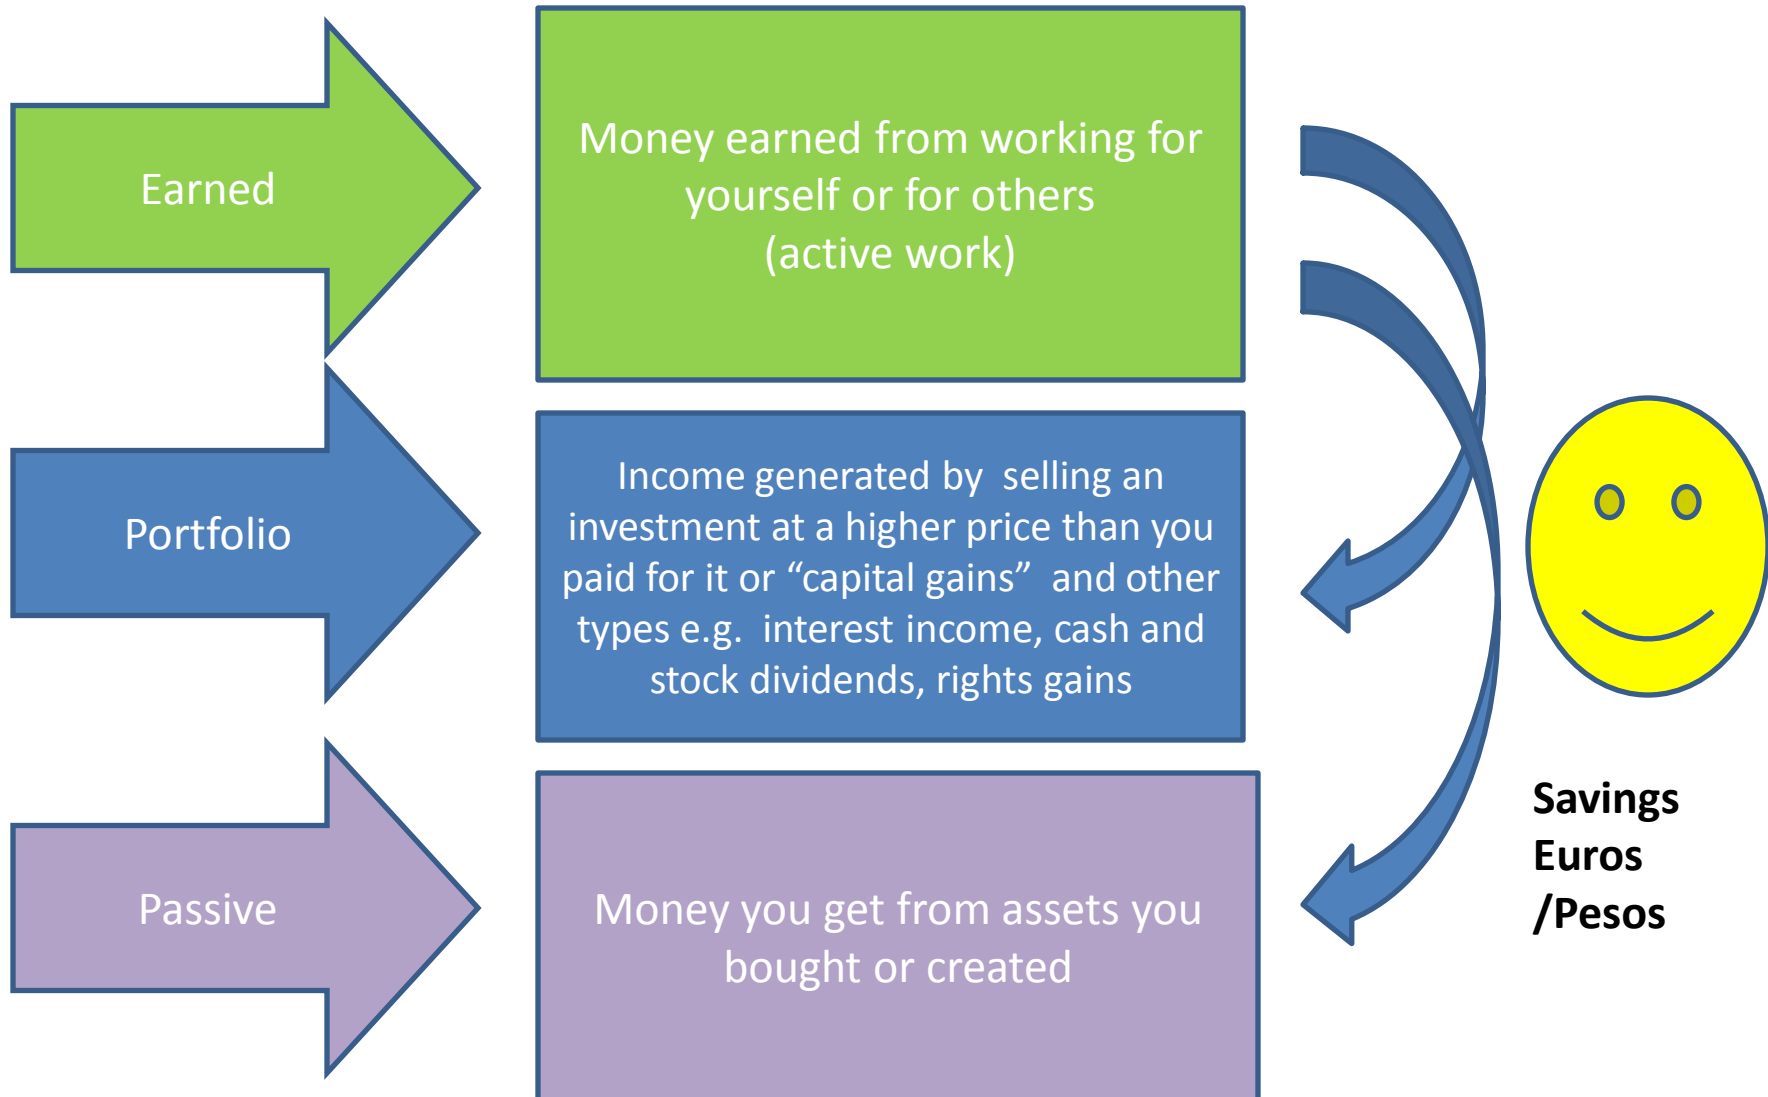 Earned
Money earned from working for
yourself or for others
(active work)
Portfolio
Income generated by  selling an
investment at a higher price than you
paid for it or “capital gains”  and other
types e.g.  interest income, cash and
stock dividends, rights gains
Passive
Money you get from assets you
bought or created
Savings
Euros
/Pesos